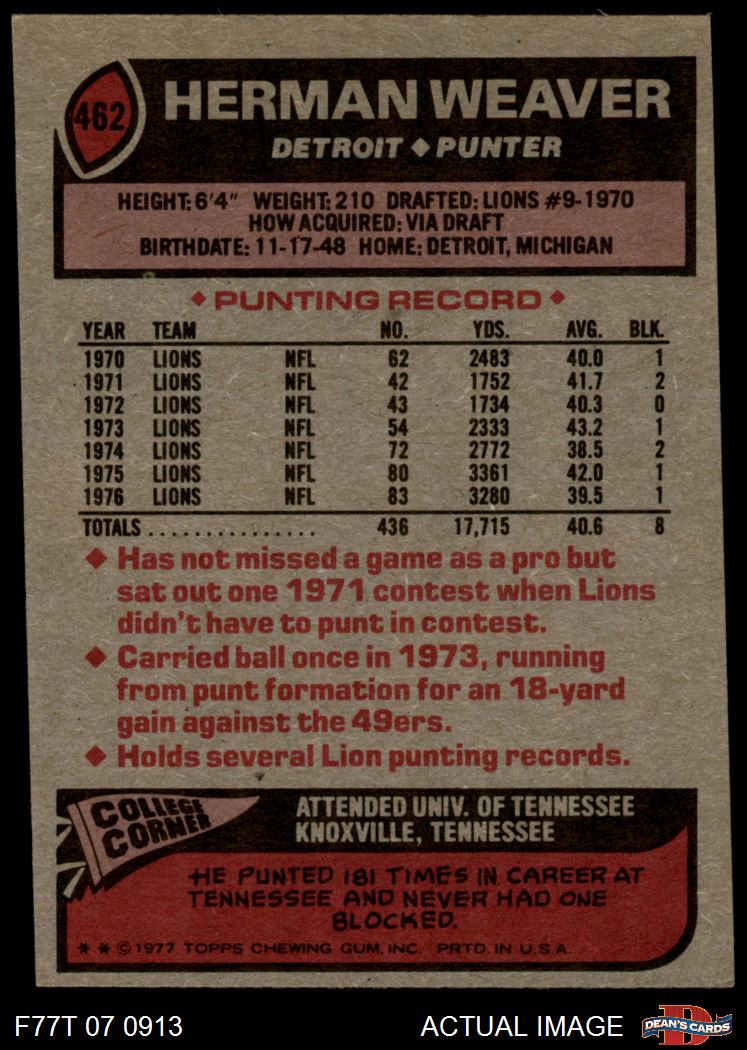 462
HERMAN WEAVER
DETROIT ◆ PUNTER
HEIGHT: 6'4" WEIGHT: 210 DRAFTED: LIONS #9-1970
HOW ACQUIRED: VIA DRAFT
BIRTHDATE: 11-17-48 HOME: DETROIT, MICHIGAN
◆ PUNTING RECORD ◆
YEAR TEAM NO. YDS. AVG. BLK.
1970 LIONS NFL 62 2483 40.0 1
1971 LIONS NFL 42 1752 41.7 2
1972 LIONS NFL 43 1734 40.3 0
1973 LIONS NFL 54 2333 43.2 1
1974 LIONS NFL 72 2772 38.5 2
1975 LIONS NFL 80 3361 42.0 1
1976 LIONS NFL 83 3280 39.5 1
TOTALS ................ 436 17,715 40.6 8
◆ Has not missed a game as a pro but
sat out one 1971 contest when Lions
didn't have to punt in contest.
◆ Carried ball once in 1973, running
from punt formation for an 18-yard
gain against the 49ers.
◆ Holds several Lion punting records.
COLLEGE
CORNER
ATTENDED UNIV. OF TENNESSEE
KNOXVILLE, TENNESSEE
HE PUNTED 181 TIMES IN CAREER AT
TENNESSEE AND NEVER HAD ONE
BLOCKED.
* * © 1977 TOPPS CHEWING GUM, INC. PRTD. IN U.S.A.
F77T 07 0913
ACTUAL IMAGE
D
DEAN'S CARDS